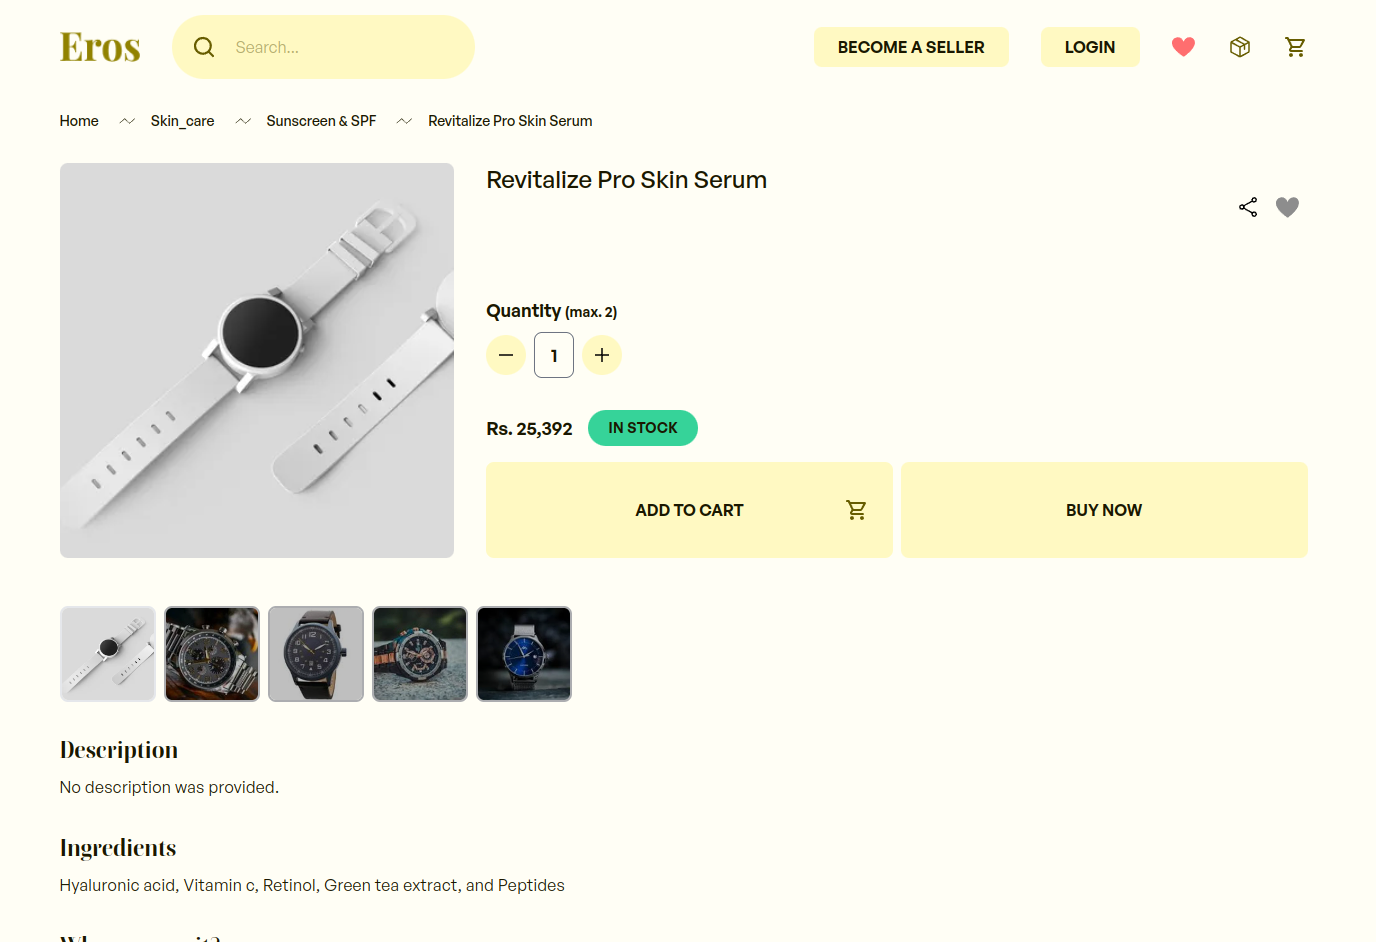 Eros
Search...
BECOME A SELLER
LOGIN
Home
Skin_care
Sunscreen & SPF
Revitalize Pro Skin Serum
Revitalize Pro Skin Serum
Quantity (max. 2)
1
Rs. 25,392
IN STOCK
ADD TO CART
BUY NOW
Description
No description was provided.
Ingredients
Hyaluronic acid, Vitamin c, Retinol, Green tea extract, and Peptides